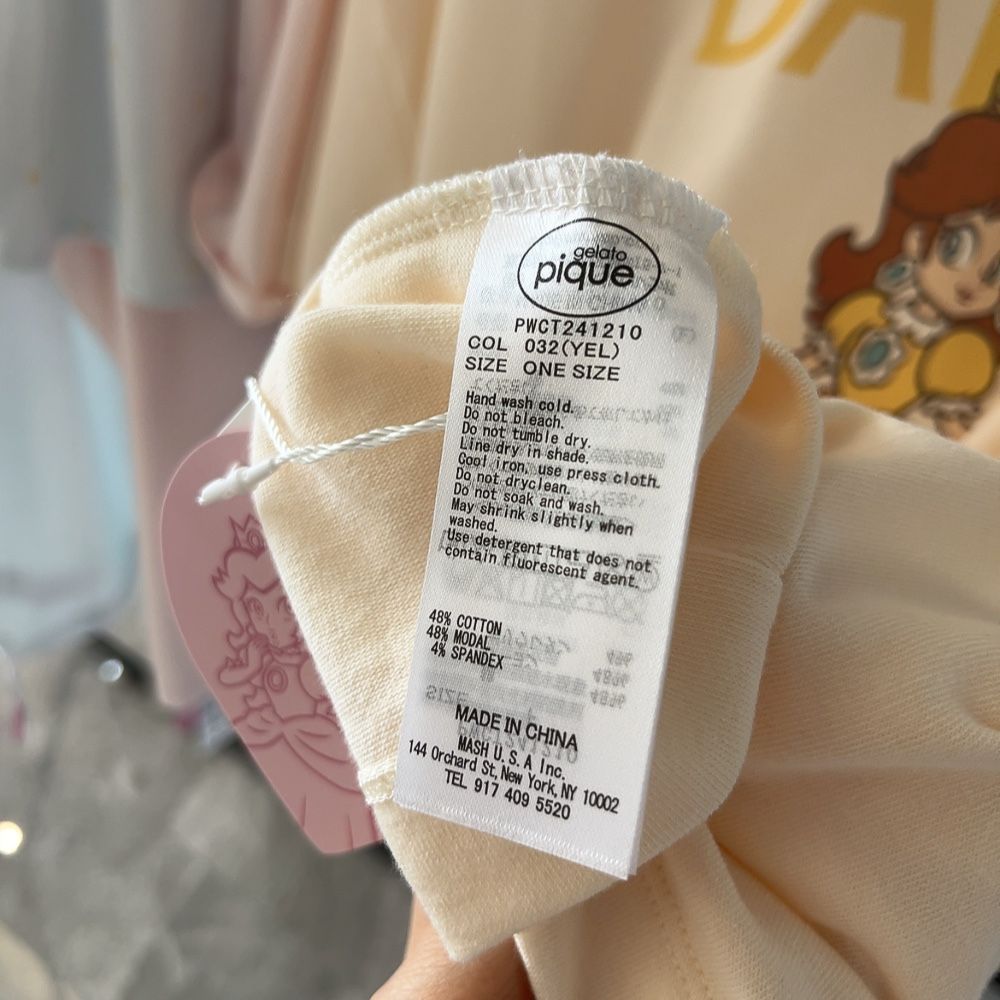 DA
gelato
pique
PWCT241210
COL 032(YEL)
SIZE ONE SIZE
Hand wash cold.
Do not bleach.
Do not tumble dry.
Line dry in shade.
Cool iron, use press cloth.
Do not dryclean.
Do not soak and wash.
May shrink slightly when
washed.
Use detergent that does not
contain fluorescent agent.
48% COTTON
48% MODAL
4% SPANDEX
MADE IN CHINA
MASH U.S.A Inc.
144 Orchard St, New York, NY 10002
TEL 917 409 5520